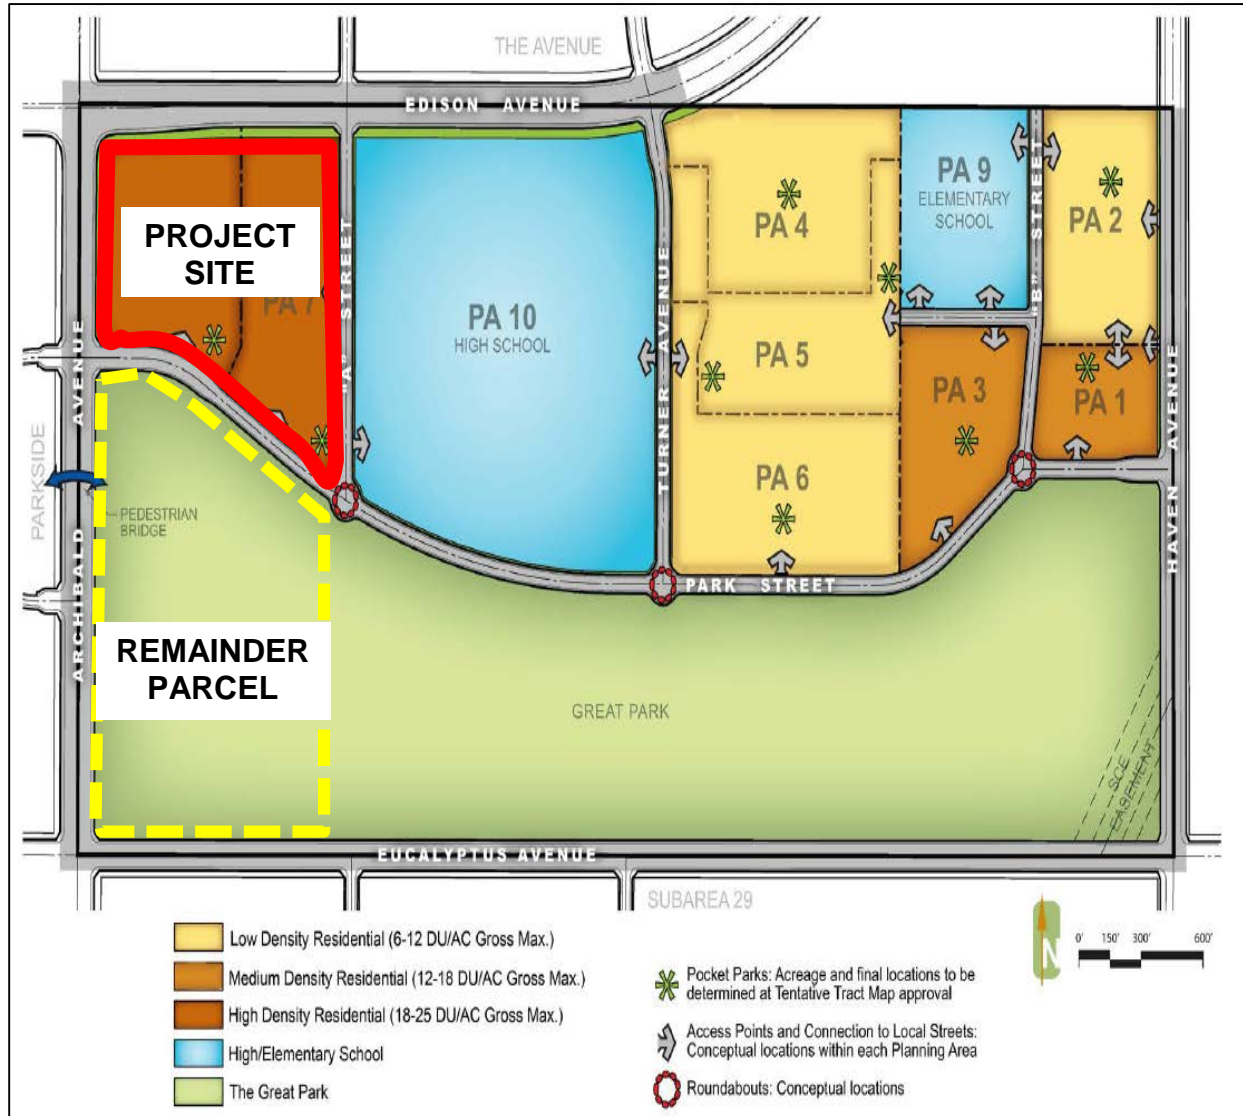 THE AVENUE
EDISON AVENUE
PROJECT
SITE
PA 7
"A" STREET
PA 10
HIGH SCHOOL
TURNER AVENUE
PA 4
PA 5
PA 6
PA 9
ELEMENTARY
SCHOOL
"B" STREET
PA 2
PA 3
PA 1
HAVEN AVENUE
ARCHIBALD AVENUE
PARKSIDE
PEDESTRIAN
BRIDGE
PARK STREET
REMAINDER
PARCEL
GREAT PARK
SCE
EASEMENT
EUCALYPTUS AVENUE
SUBAREA 29
Low Density Residential (6-12 DU/AC Gross Max.)
Medium Density Residential (12-18 DU/AC Gross Max.)
High Density Residential (18-25 DU/AC Gross Max.)
High/Elementary School
The Great Park
Pocket Parks: Acreage and final locations to be
determined at Tentative Tract Map approval
Access Points and Connection to Local Streets:
Conceptual locations within each Planning Area
Roundabouts: Conceptual locations
N
0' 150' 300' 600'